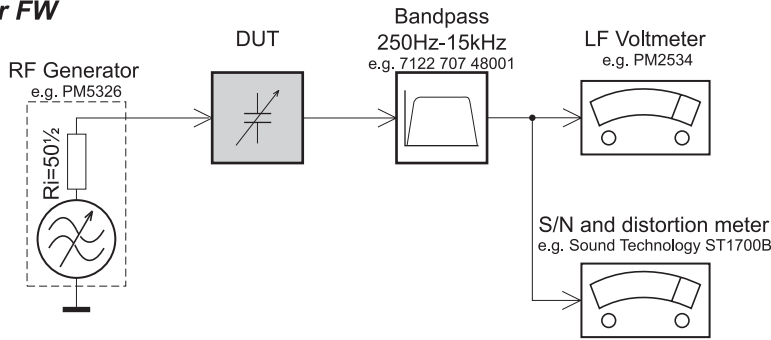 r FW
Bandpass
250Hz-15kHz
e.g. 7122 707 48001
DUT
LF Voltmeter
e.g. PM2534
RF Generator
e.g. PM5326
Ri=50½
S/N and distortion meter
e.g. Sound Technology ST1700B